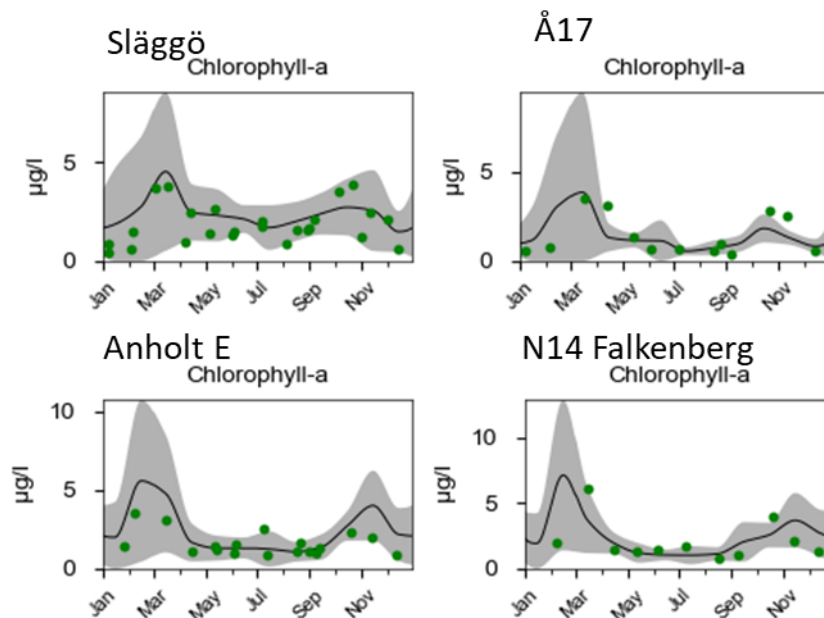 Släggö
Chlorophyll-a
µg/l
5
0
Jan
Mar
May
Jul
Sep
Nov
Å17
Chlorophyll-a
µg/l
5
0
Jan
Mar
May
Jul
Sep
Nov
Anholt E
Chlorophyll-a
µg/l
10
5
0
Jan
Mar
May
Jul
Sep
Nov
N14 Falkenberg
Chlorophyll-a
µg/l
10
5
0
Jan
Mar
May
Jul
Sep
Nov